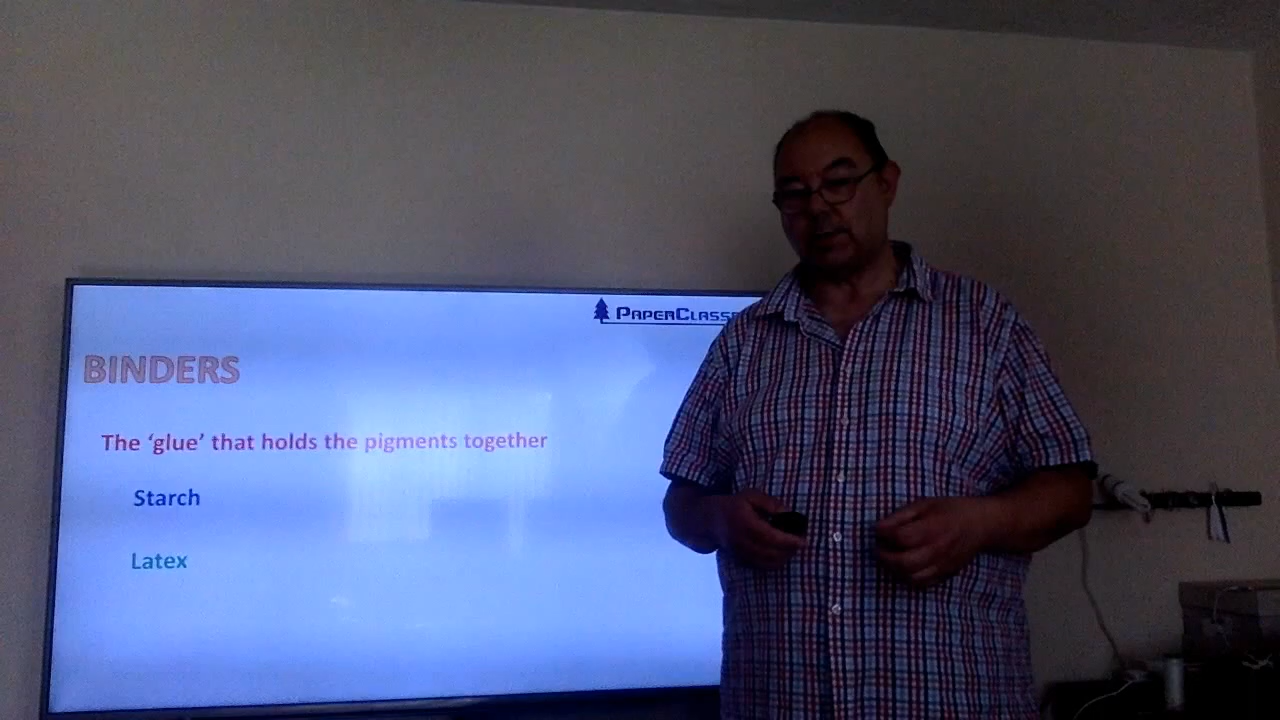 PAPERCLASS
BINDERS
The ‘glue’ that holds the pigments together
Starch
Latex